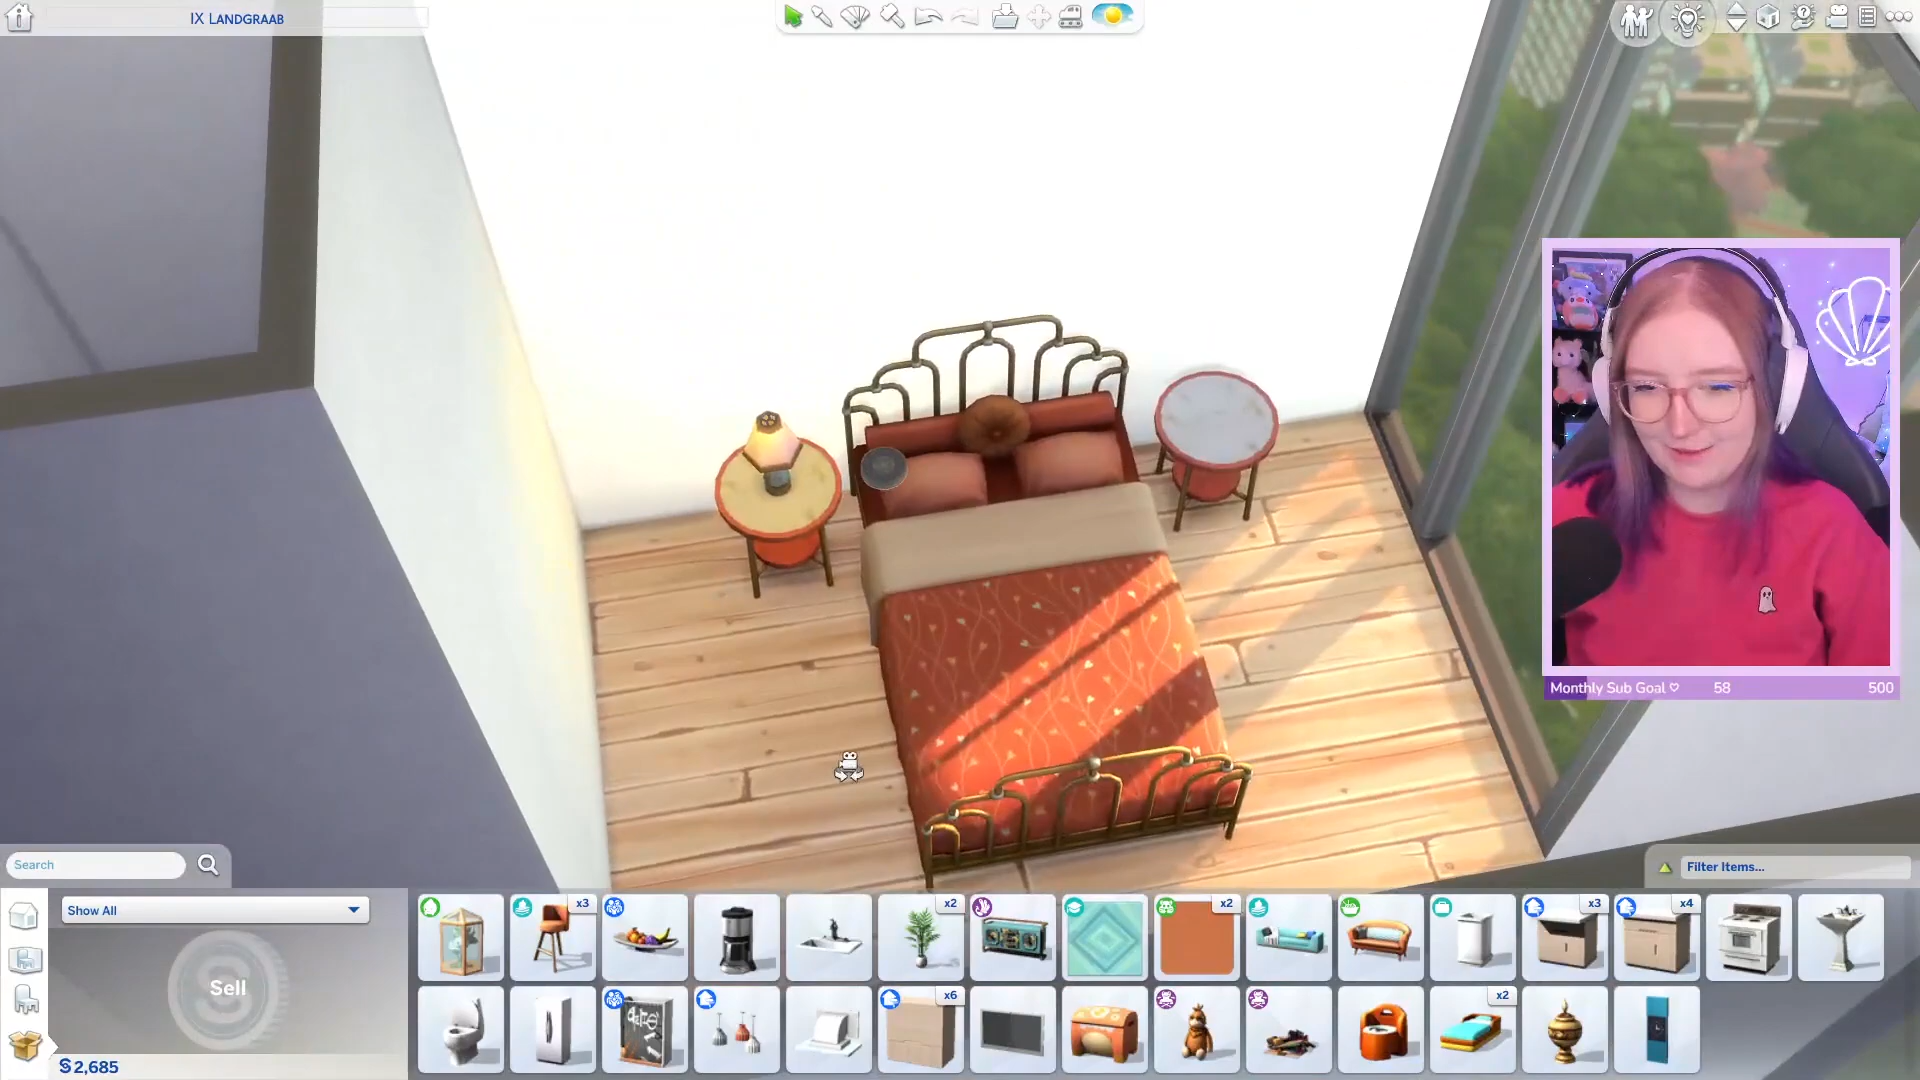 IX LANDGRAAB
Monthly Sub Goal ♡ 58 500
Search
Filter Items...
Show All
Sell
§2,685
x3
x2
x2
x3
x4
x6
x2